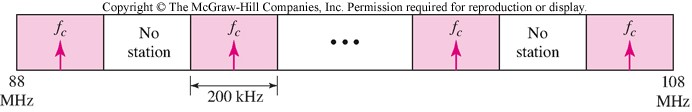 Copyright © The McGraw-Hill Companies, Inc. Permission required for reproduction or display.
fc No station fc ••• fc No station fc
88 MHz 200 kHz 108 MHz